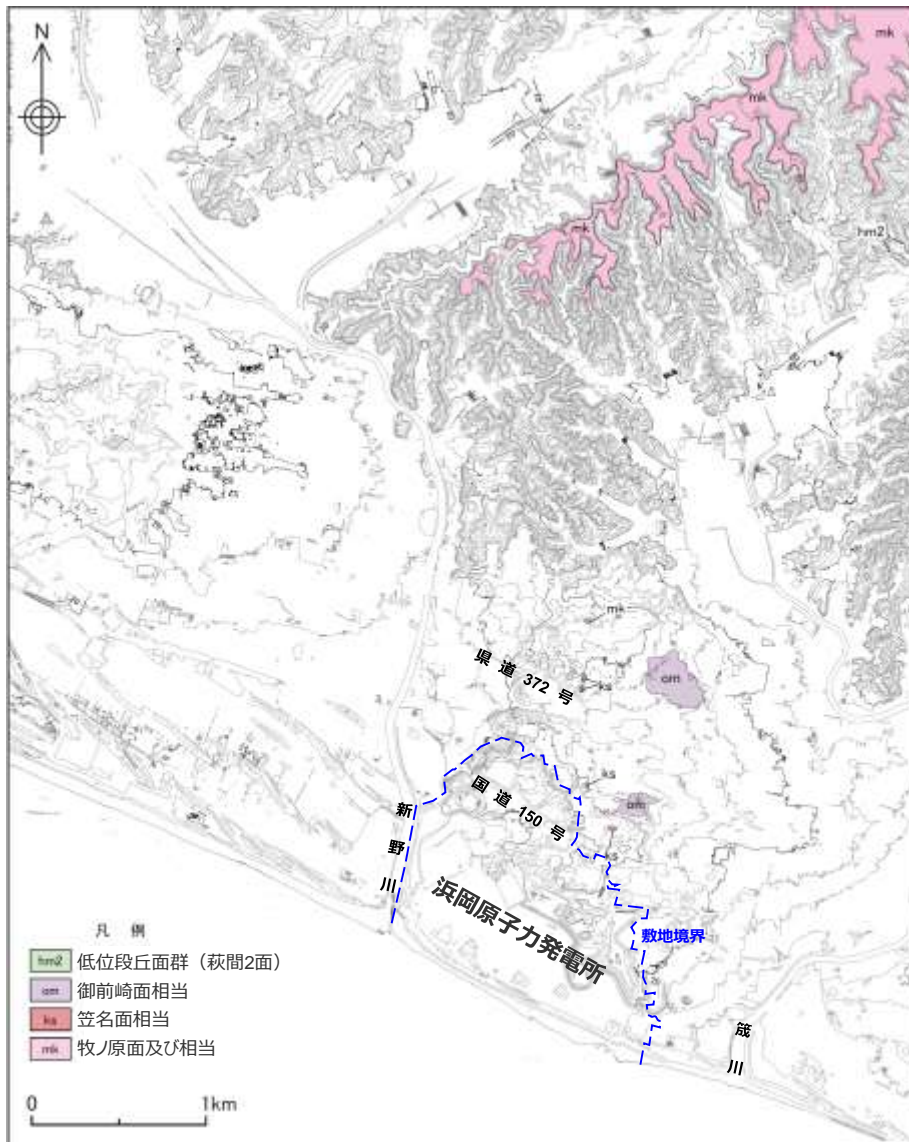 N
mk
mk
mk
hm2
mk
県道 372 号
ks
om
ks
国道 150 号
om
ks
新野川
浜岡原子力発電所
敷地境界
筬川
凡 例
hm2 低位段丘面群（萩間2面）
om 御前崎面相当
ks 笠名面相当
mk 牧ノ原面及び相当
0 1km